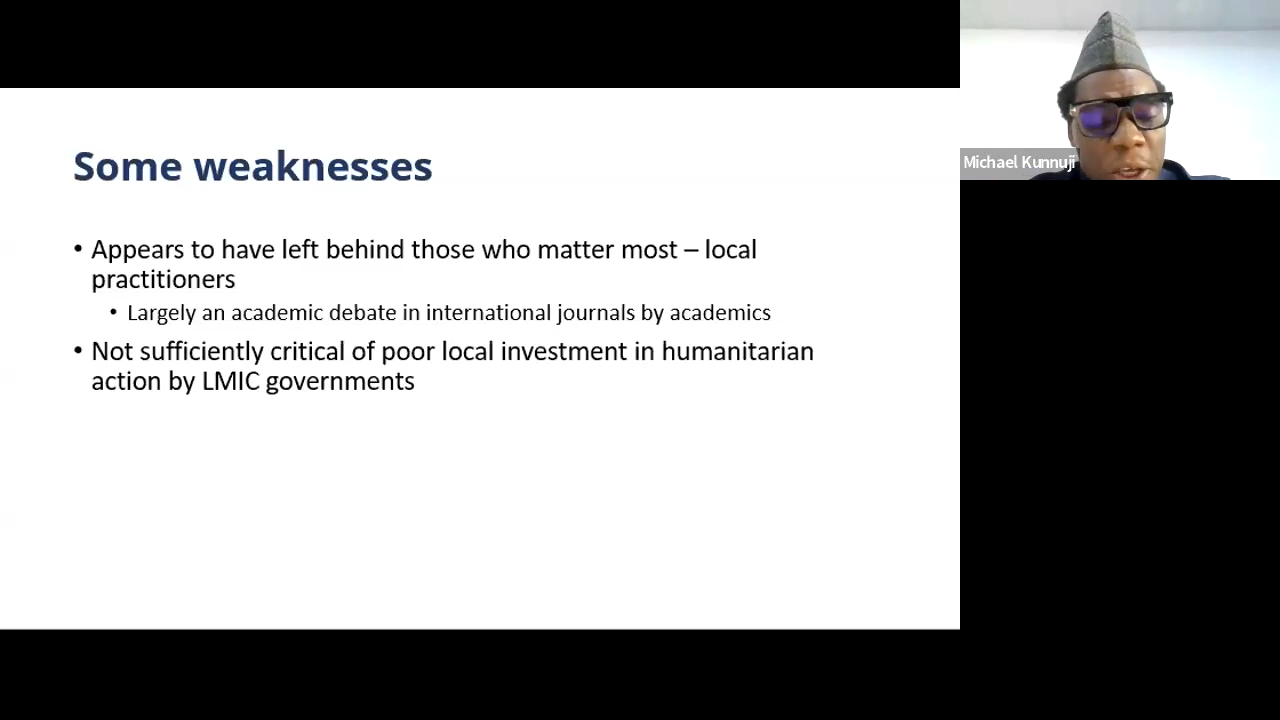 Some weaknesses
• Appears to have left behind those who matter most – local
practitioners
• Largely an academic debate in international journals by academics
• Not sufficiently critical of poor local investment in humanitarian
action by LMIC governments
Michael Kunnuji